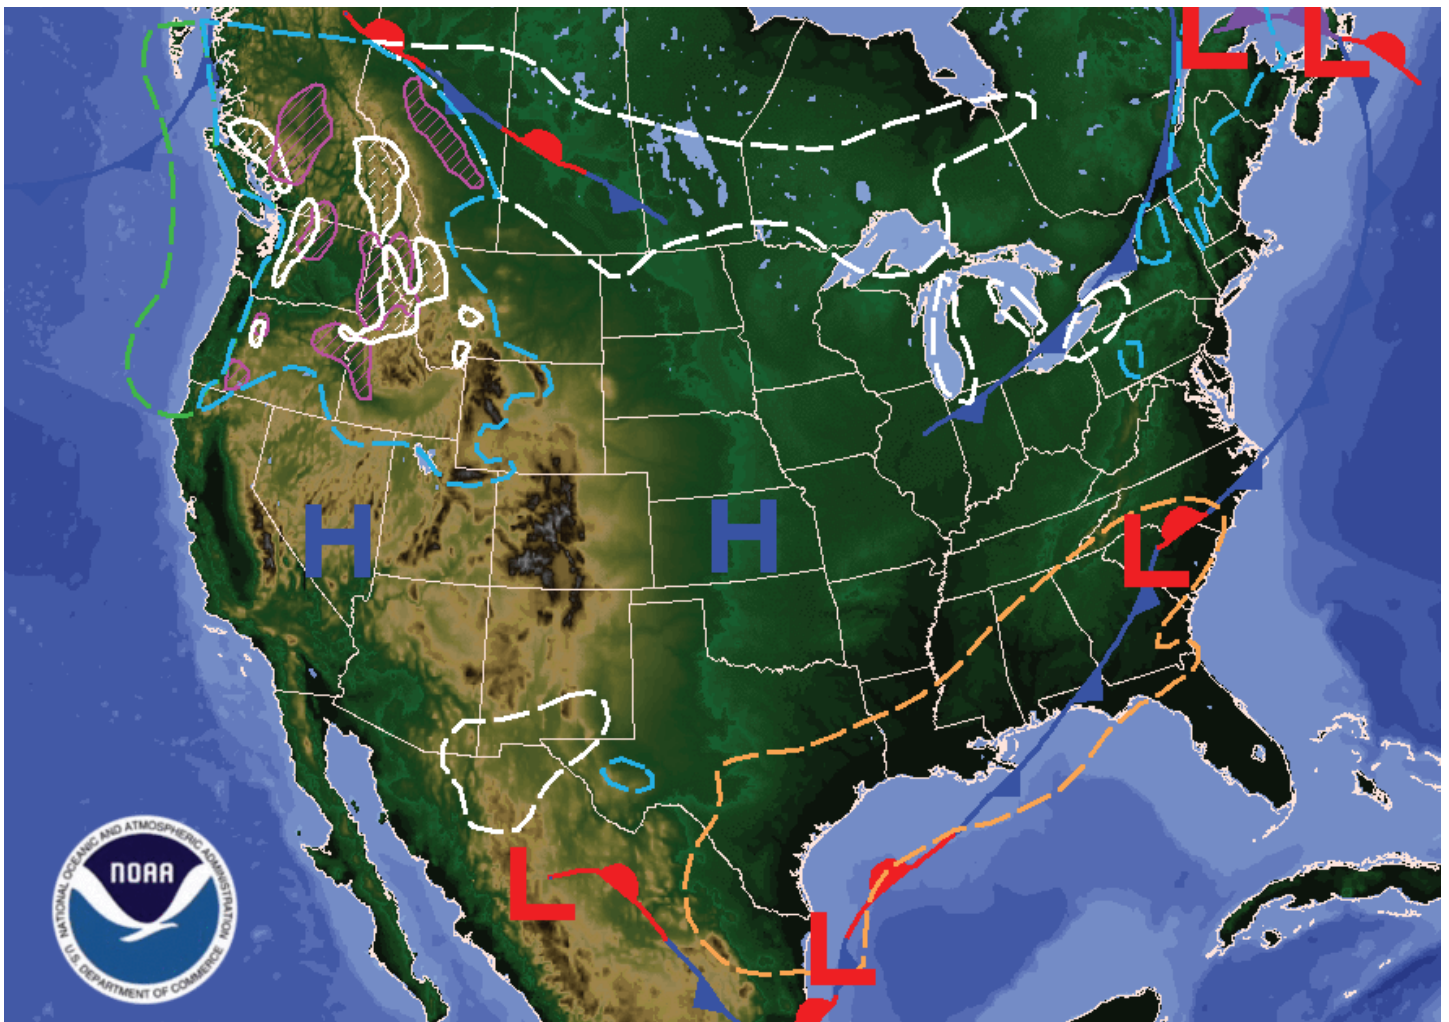 H
H
L
L
L
L
L
NATIONAL OCEANIC AND ATMOSPHERIC ADMINISTRATION
NOAA
U.S. DEPARTMENT OF COMMERCE